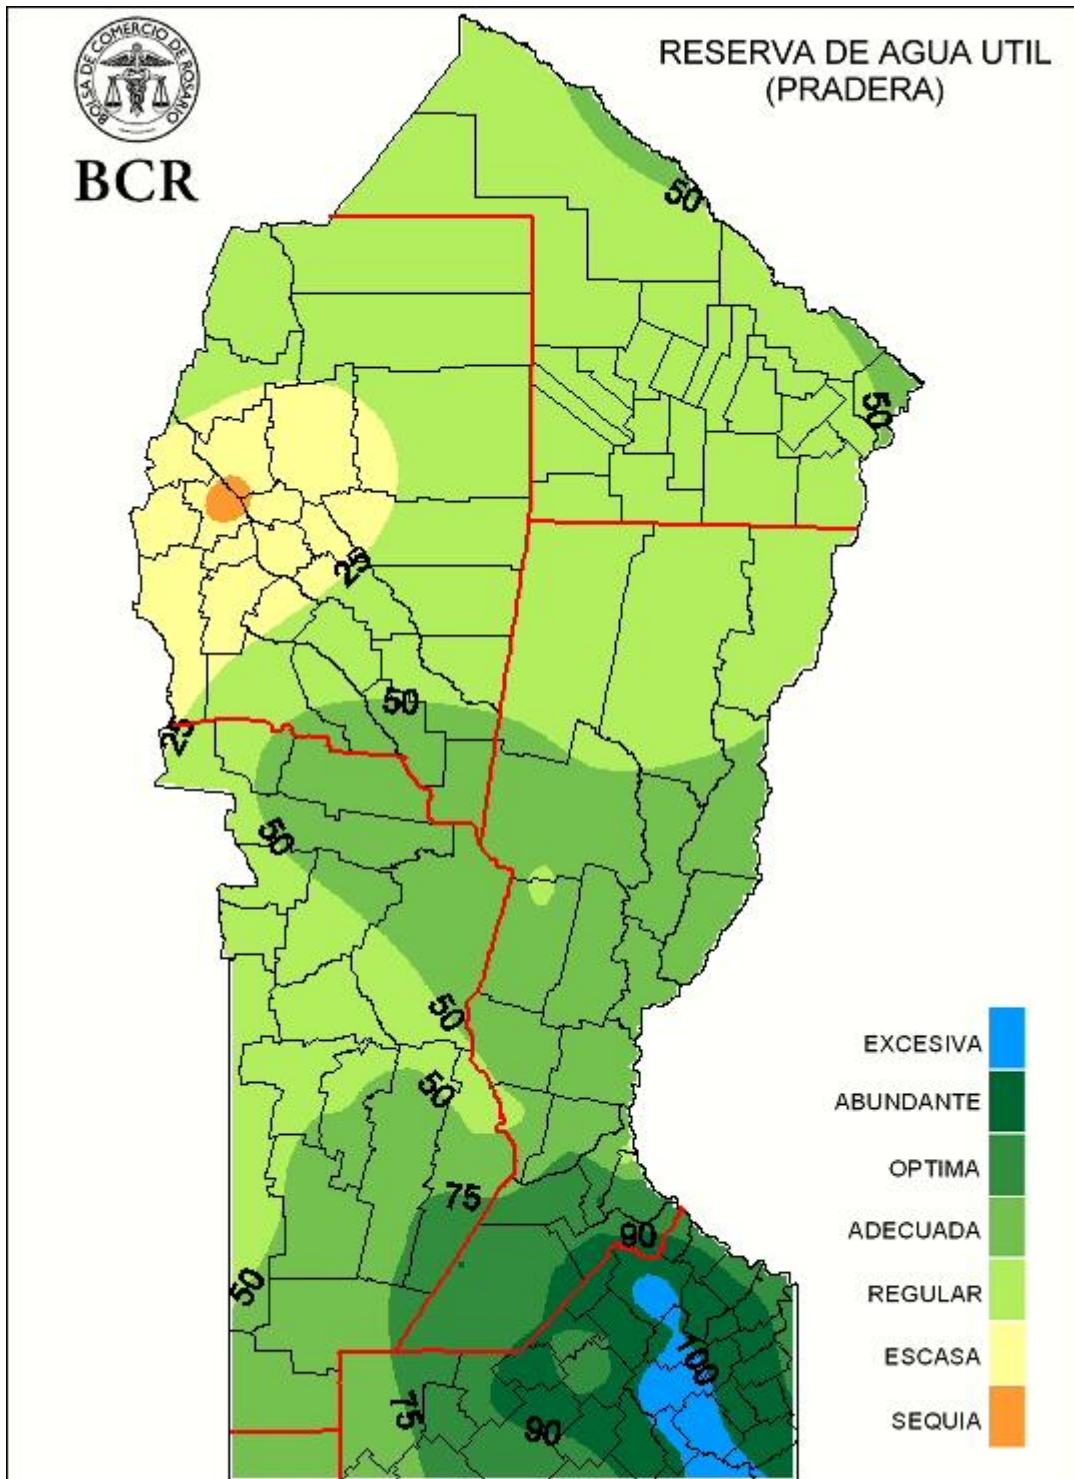 BOLSA DE COMERCIO DE ROSARIO
BCR
RESERVA DE AGUA UTIL
(PRADERA)
50
50
25
50
25
50
50
50
75
90
50
100
75
90
EXCESIVA
ABUNDANTE
OPTIMA
ADECUADA
REGULAR
ESCASA
SEQUIA